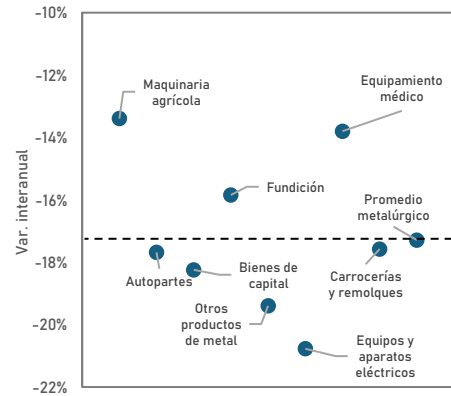 -10%
-12%
-14%
-16%
-18%
-20%
-22%
Var. interanual
Maquinaria
agrícola
Equipamiento
médico
Fundición
Promedio
metalúrgico
Autopartes
Bienes de
capital
Carrocerías
y remolques
Otros
productos
de metal
Equipos y
aparatos
eléctricos